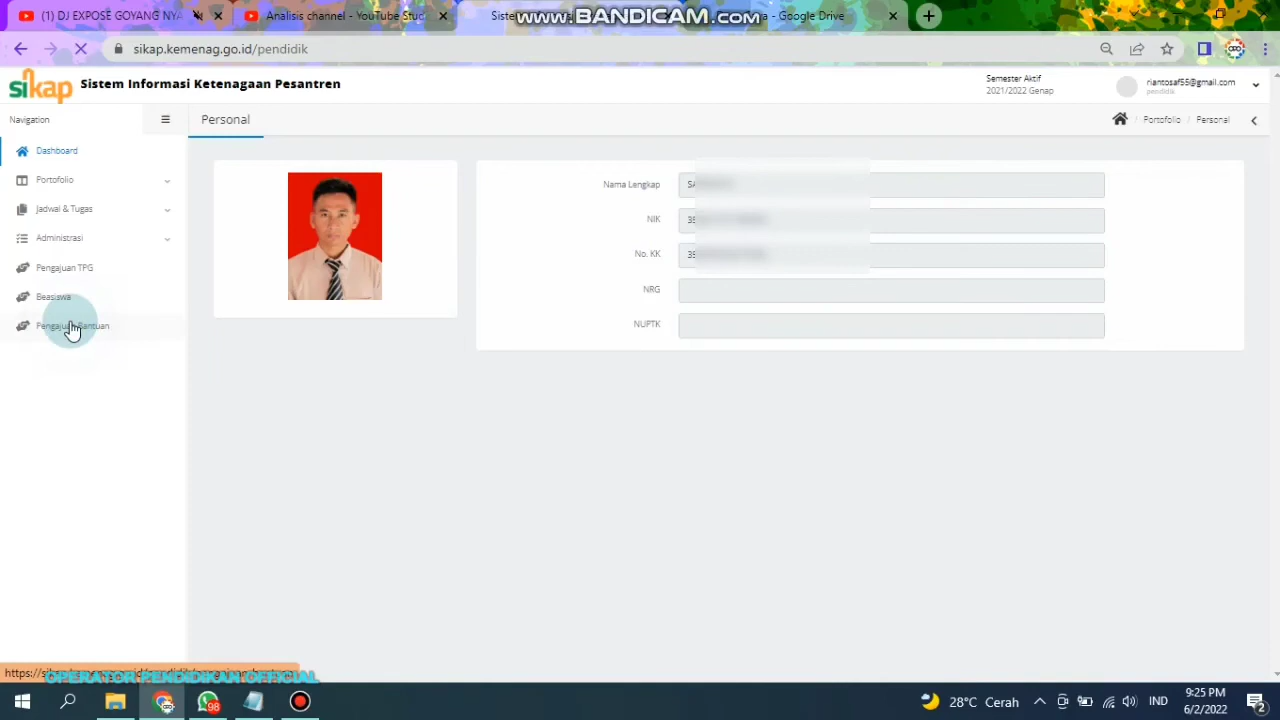 (1) DJ EXPOSE GOYANG NYA
Analisis channel - YouTube Stud
Siste
www.BANDICAM.com
a - Google Drive
sikap.kemenag.go.id/pendidik
sikap
Sistem Informasi Ketenagaan Pesantren
Semester Aktif
2021/2022 Genap
riantosaf55@gmail.com
pendidik
Navigation
Personal
Portofolio / Personal
Dashboard
Portofolio
Jadwal & Tugas
Administrasi
Pengajuan TPG
Beasiswa
Pengajuan Bantuan
Nama Lengkap
NIK
No. KK
NRG
NUPTK
OPERATOR PENDIDIKAN OFFICIAL
98
28°C Cerah
IND
9:25 PM
6/2/2022
2